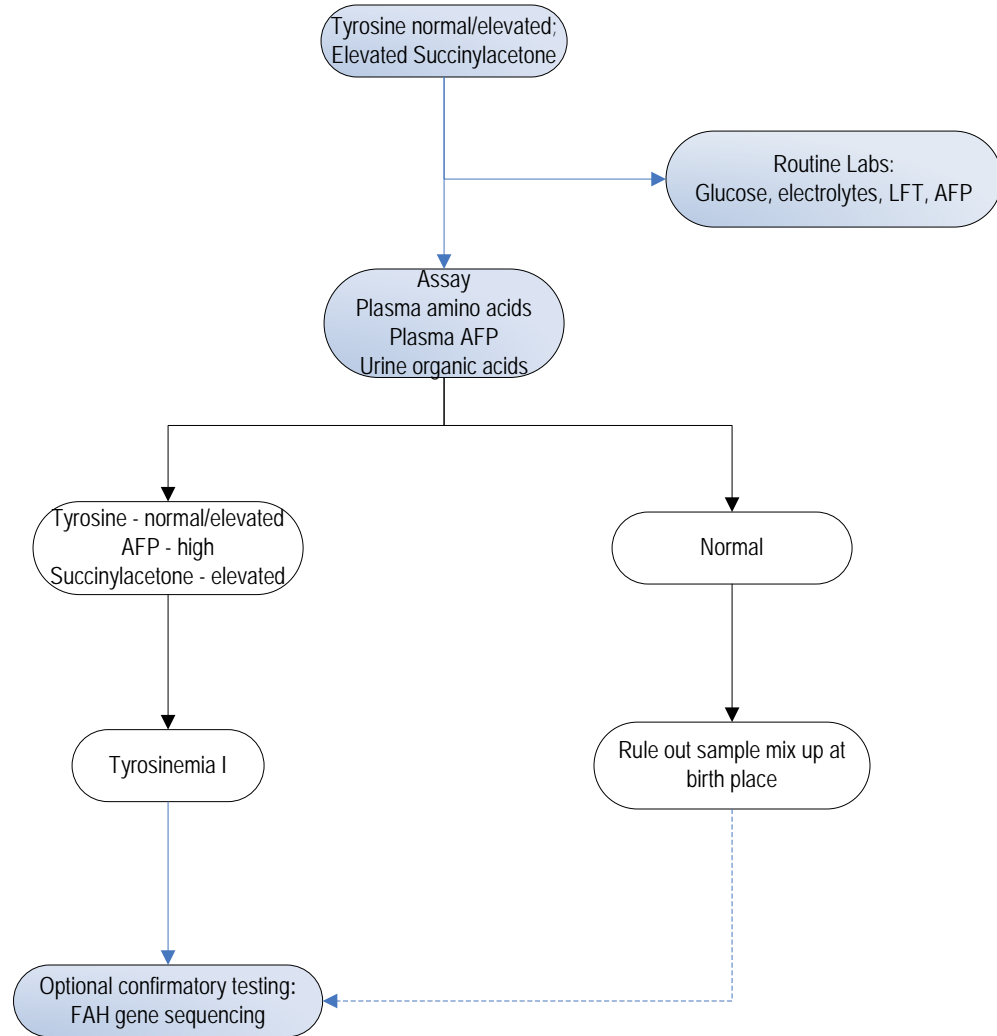 Tyrosine normal/elevated;
Elevated Succinylacetone
Routine Labs:
Glucose, electrolytes, LFT, AFP
Assay
Plasma amino acids
Plasma AFP
Urine organic acids
Tyrosine - normal/elevated
AFP - high
Succinylacetone - elevated
Normal
Tyrosinemia I
Rule out sample mix up at
birth place
Optional confirmatory testing:
FAH gene sequencing